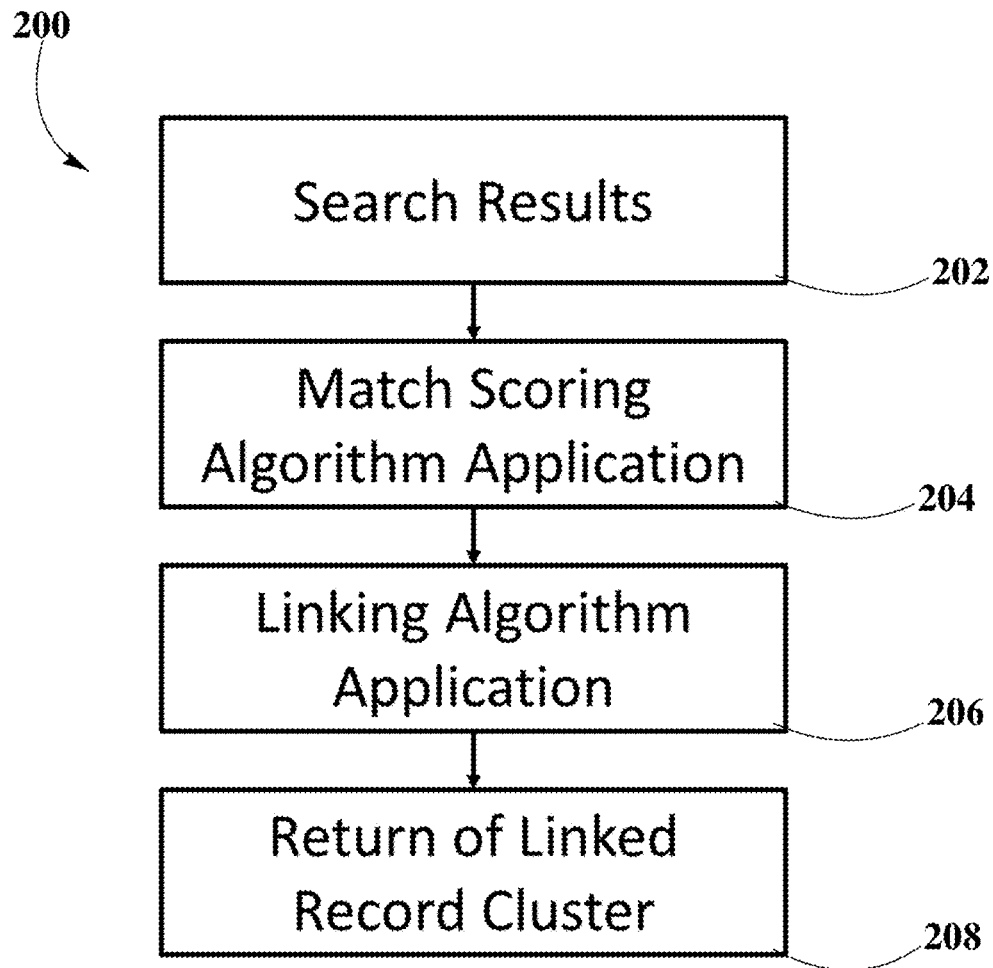 200
Search Results
202
Match Scoring
Algorithm Application
204
Linking Algorithm
Application
206
Return of Linked
Record Cluster
208